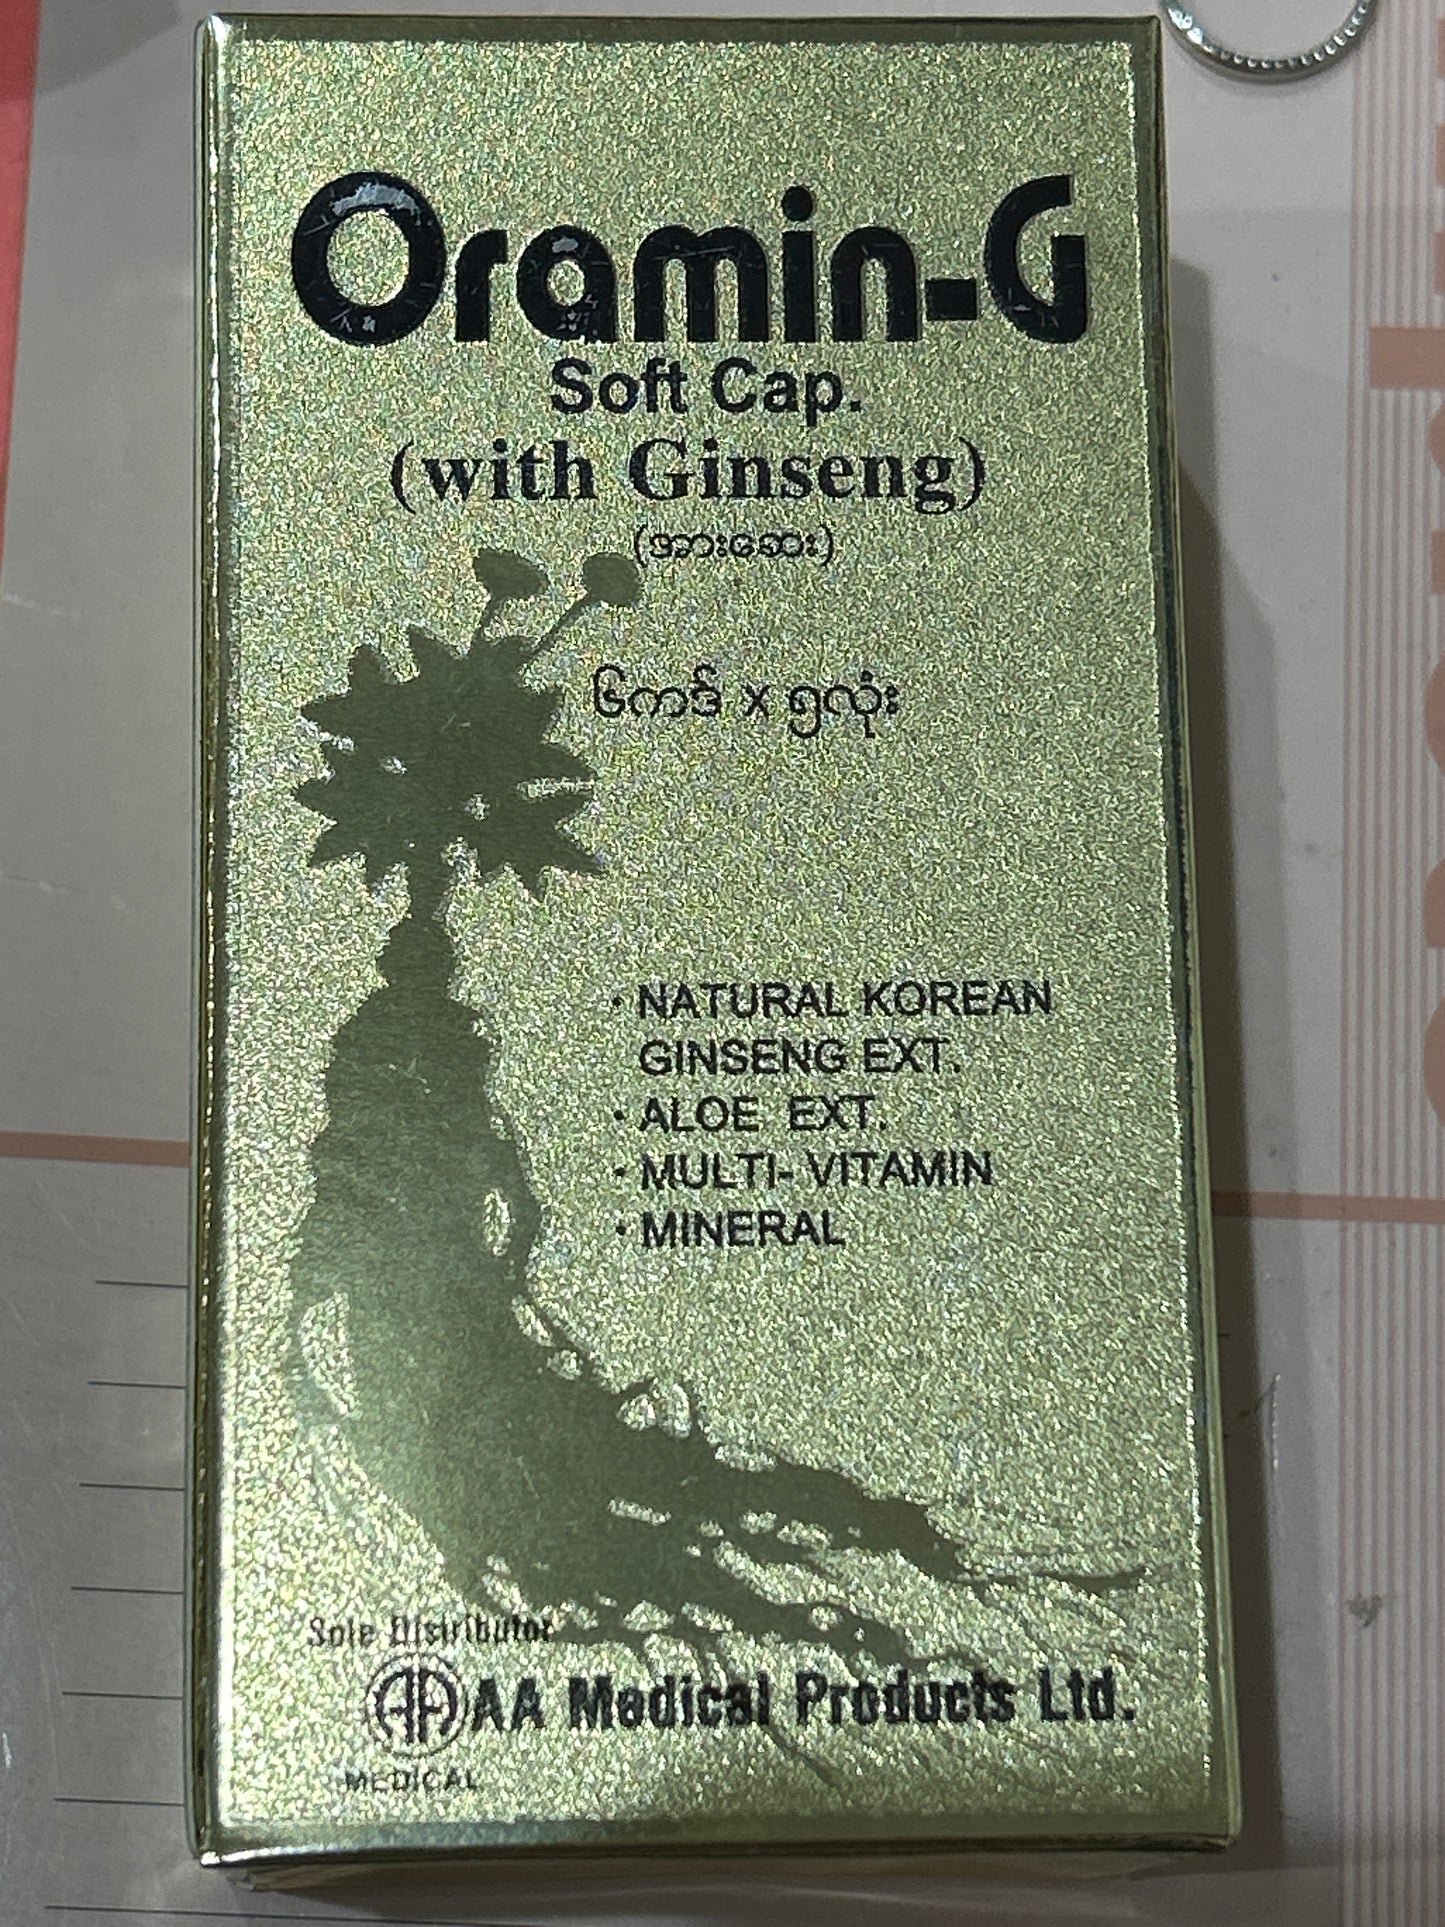 Oramin-G
Soft Cap.
(with Ginseng)
(အားဆေး)
၆ကဒ် x ၅လုံး
• NATURAL KOREAN
GINSENG EXT.
• ALOE EXT.
• MULTI- VITAMIN
• MINERAL
Sole Distributor
AA AA Medical Products Ltd.
MEDICAL